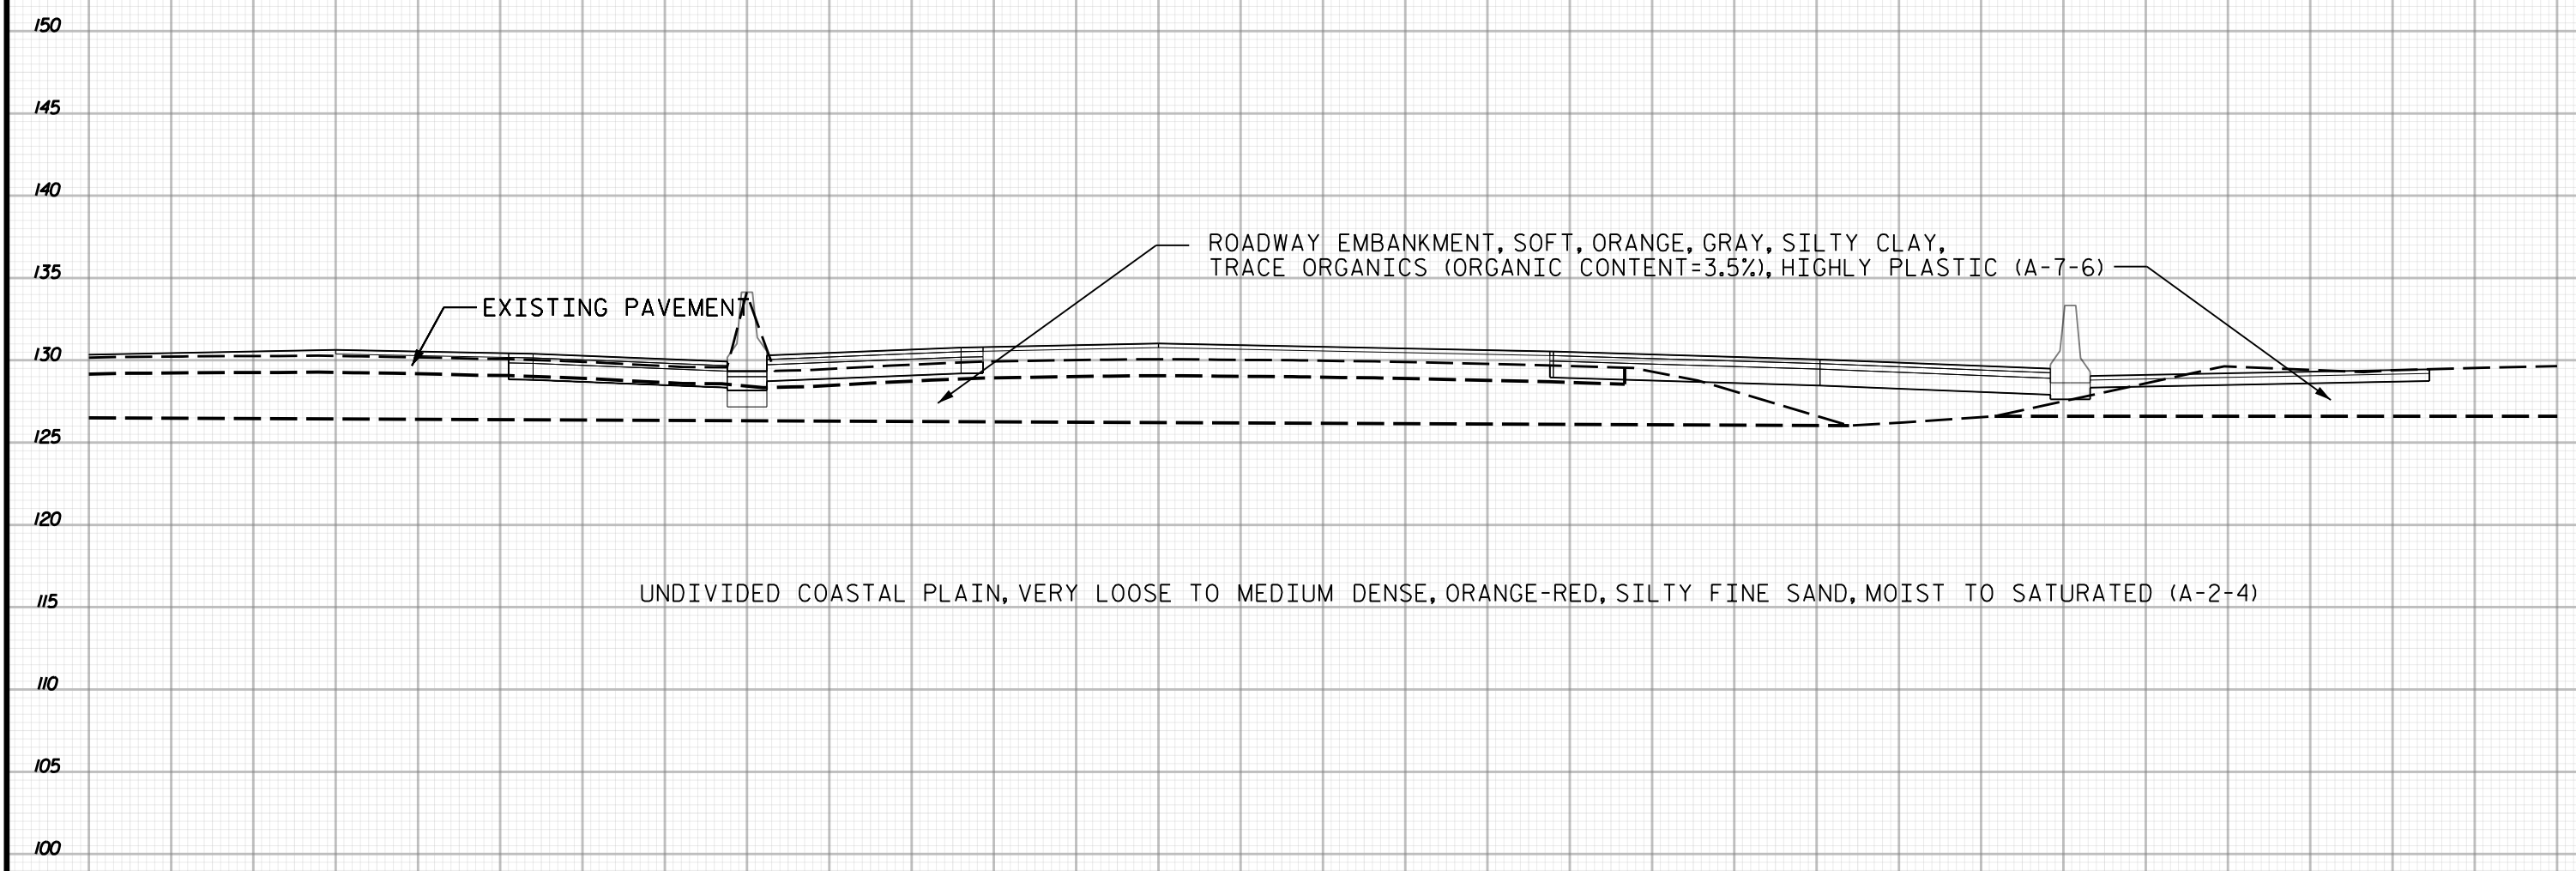 150
145
140
ROADWAY EMBANKMENT, SOFT, ORANGE, GRAY, SILTY CLAY,
135
TRACE ORGANICS (ORGANIC CONTENT=3.5%), HIGHLY PLASTIC (A-7-6)
EXISTING PAVEMENT
130
125
120
115
UNDIVIDED COASTAL PLAIN, VERY LOOSE TO MEDIUM DENSE, ORANGE-RED, SILTY FINE SAND, MOIST TO SATURATED (A-2-4)
110
105
100